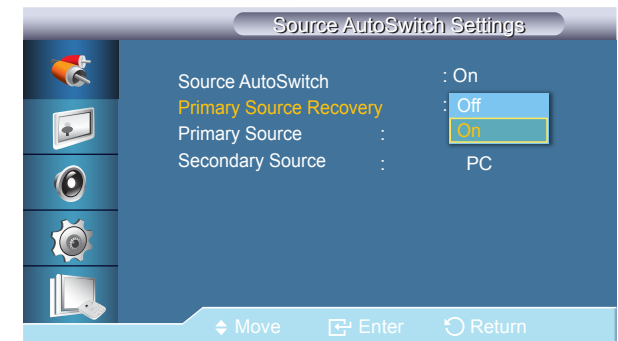 Source AutoSwitch Settings
Source AutoSwitch : On
Primary Source Recovery : Off
Primary Source : On
Secondary Source : PC
Move Enter Return